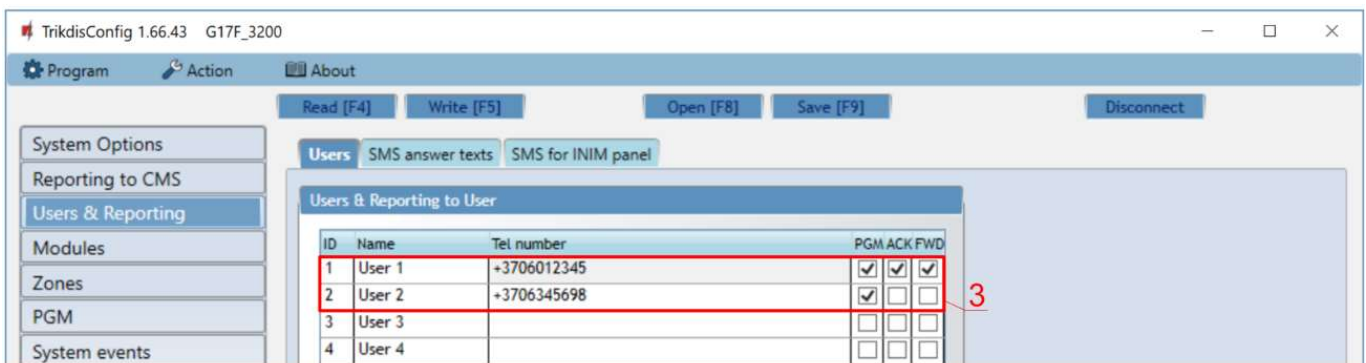 TrikdisConfig 1.66.43 G17F_3200
Program Action About
Read [F4] Write [F5] Open [F8] Save [F9] Disconnect
System Options
Reporting to CMS
Users & Reporting
Modules
Zones
PGM
System events
Users SMS answer texts SMS for INIM panel
Users & Reporting to User
ID Name Tel number PGM ACK FWD
1 User 1 +3706012345
2 User 2 +3706345698
3 User 3
4 User 4
3